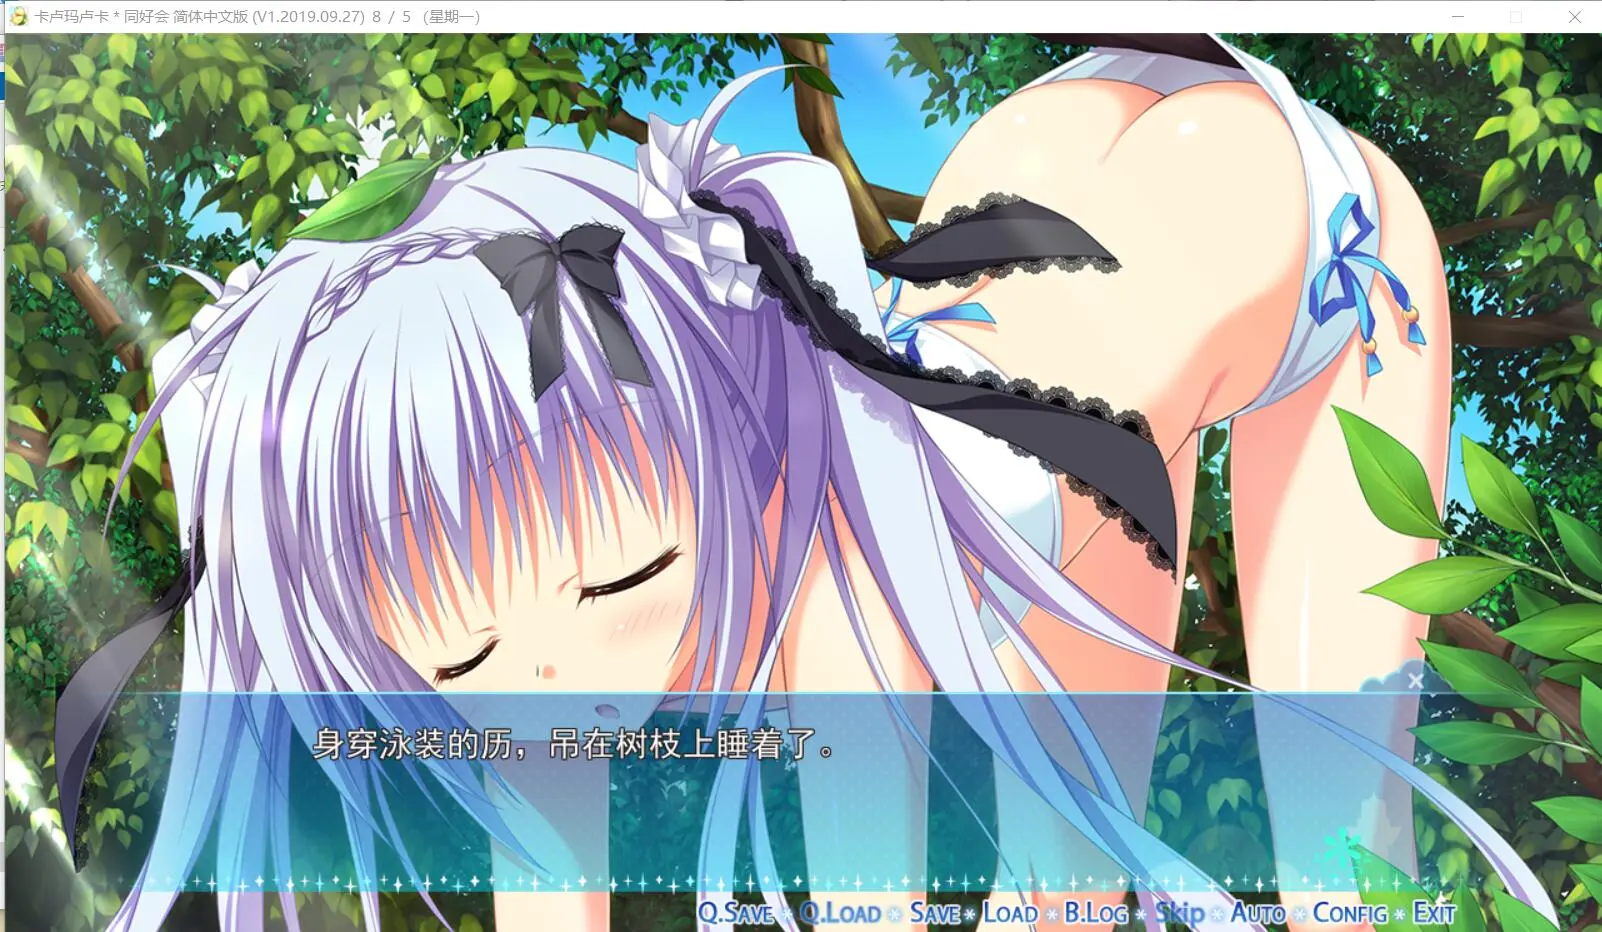 卡卢玛卢卡 * 同好会 简体中文版 (V1.2019.09.27) 8 / 5 (星期一)
身穿泳装的历，吊在树枝上睡着了。
Q.SAVE * Q.LOAD * SAVE * LOAD * B.LOG * Skip * AUTO * CONFIG * EXIT